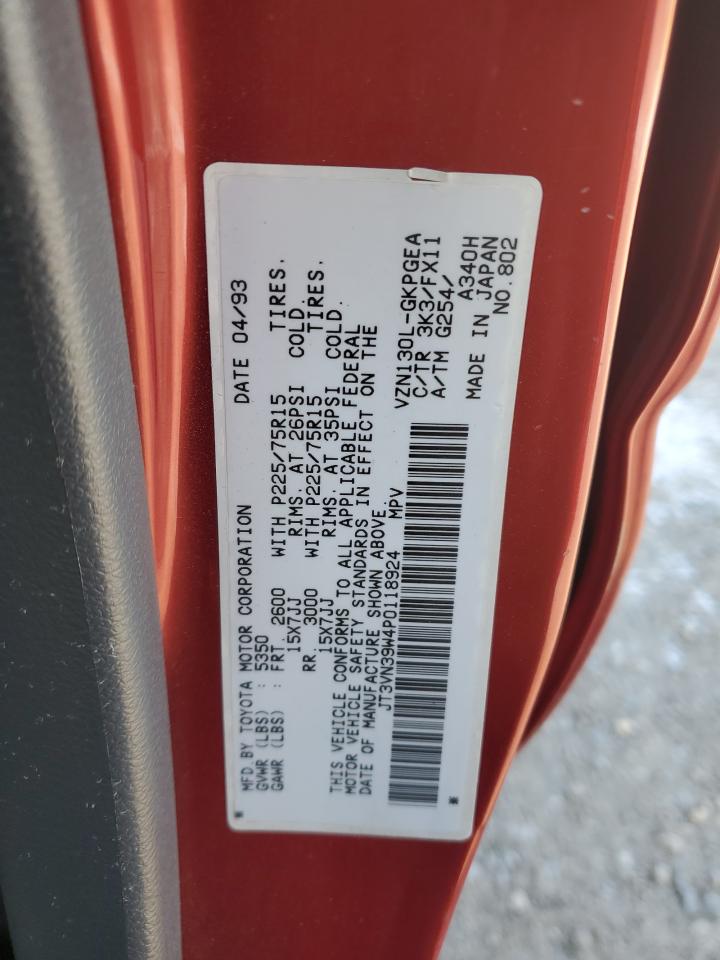 MFD. BY TOYOTA MOTOR CORPORATION DATE 04/93
GVWR (LBS) : 5350
GAWR (LBS) : FRT. 2600 WITH P225/75R15 TIRES.
15X7JJ RIMS. AT 26PSI COLD.
RR. 3000 WITH P225/75R15 TIRES.
15X7JJ RIMS. AT 35PSI COLD.
THIS VEHICLE CONFORMS TO ALL APPLICABLE FEDERAL
MOTOR VEHICLE SAFETY STANDARDS IN EFFECT ON THE
DATE OF MANUFACTURE SHOWN ABOVE.
JT3VN39W4P0118924 MPV
VZN130L-GKPGEA
C/TR 3K3/FX11
A/TM G254/
A340H
MADE IN JAPAN
NO.802